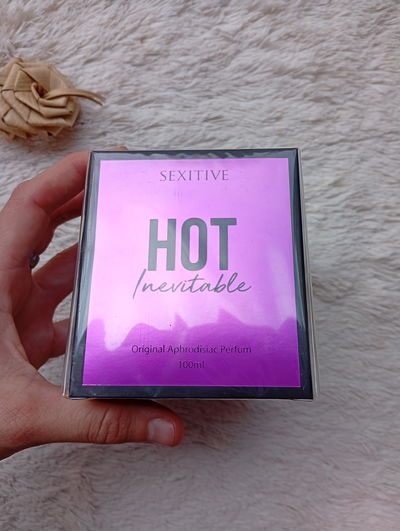 SEXITIVE
HOT
Inevitable
Original Aphrodisiac Perfum
100ml